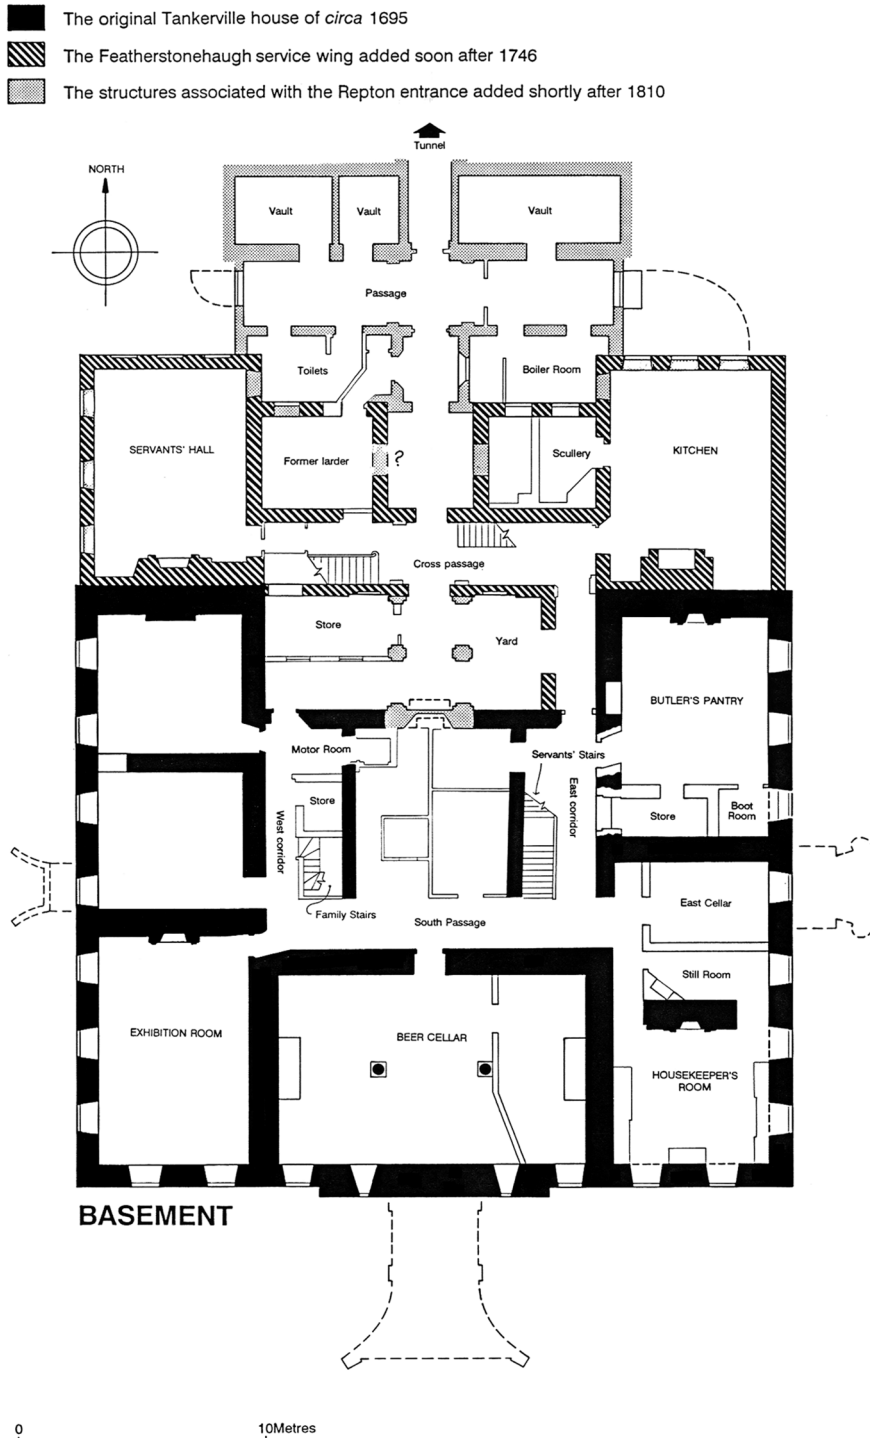 The original Tankerville house of circa 1695
The Featherstonehaugh service wing added soon after 1746
The structures associated with the Repton entrance added shortly after 1810
Tunnel
NORTH
Vault
Vault
Vault
Passage
Toilets
Boiler Room
SERVANTS' HALL
Former larder
?
Scullery
KITCHEN
Cross passage
Store
Yard
BUTLER'S PANTRY
Motor Room
Servants' Stairs
Store
West corridor
East corridor
Store
Boot
Room
Family Stairs
South Passage
East Cellar
Still Room
EXHIBITION ROOM
BEER CELLAR
HOUSEKEEPER'S
ROOM
BASEMENT
0
10Metres